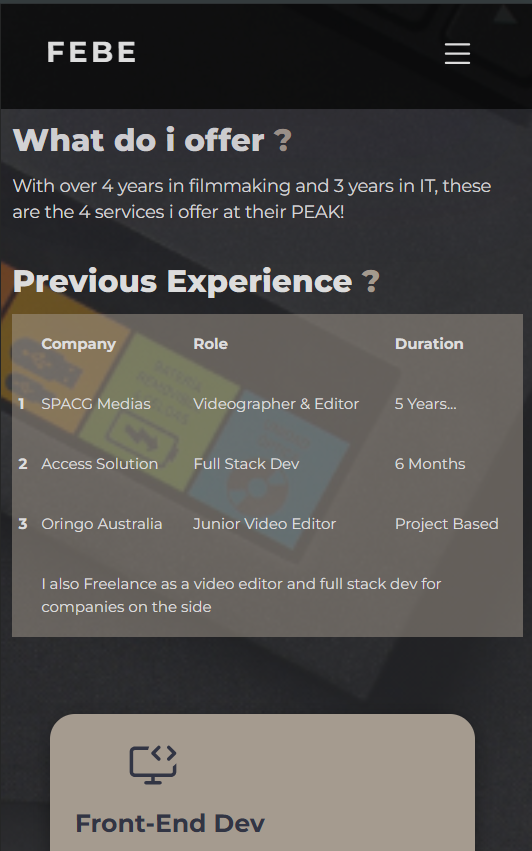 FEBE
What do i offer ?
With over 4 years in filmmaking and 3 years in IT, these
are the 4 services i offer at their PEAK!
Previous Experience ?
Company Role Duration
1 SPACG Medias Videographer & Editor 5 Years...
2 Access Solution Full Stack Dev 6 Months
3 Oringo Australia Junior Video Editor Project Based
I also Freelance as a video editor and full stack dev for
companies on the side
Front-End Dev